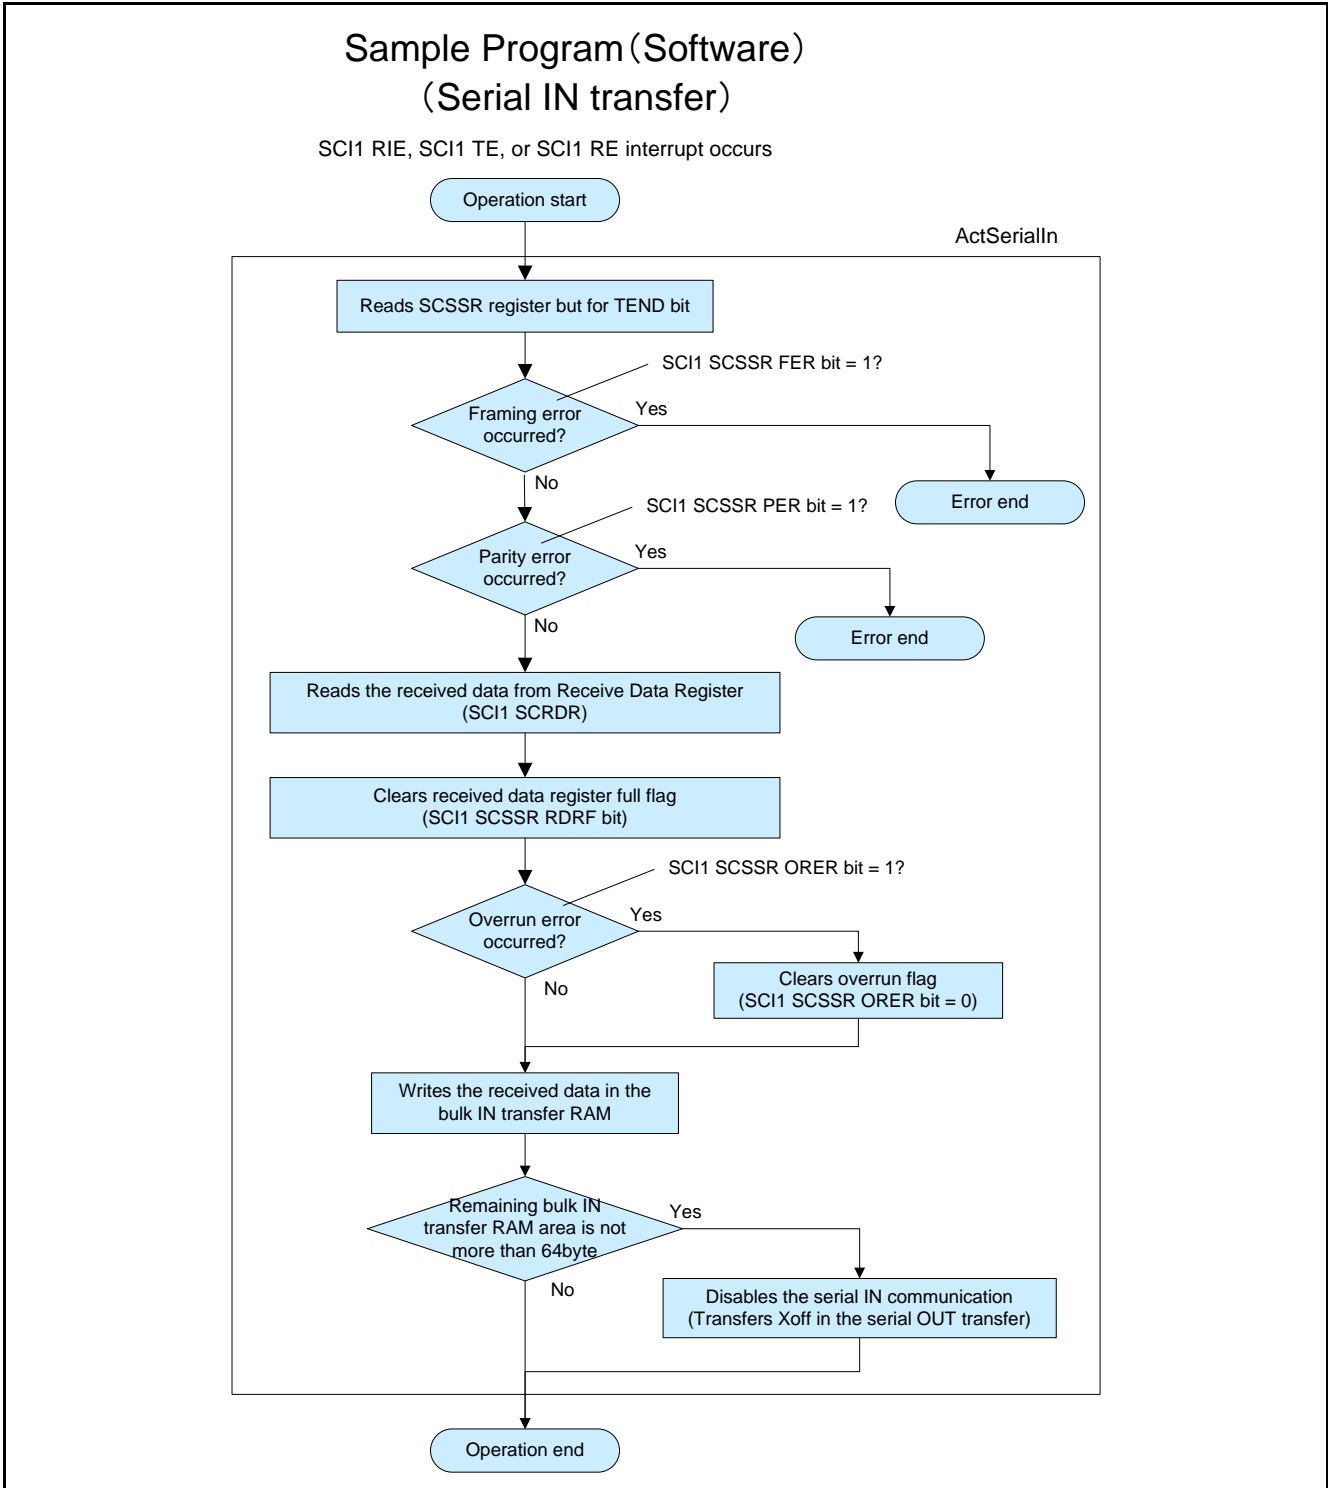 Sample Program（Software）
（Serial IN transfer）
SCI1 RIE, SCI1 TE, or SCI1 RE interrupt occurs
Operation start
ActSerialIn
Reads SCSSR register but for TEND bit
SCI1 SCSSR FER bit = 1?
Framing error
occurred?
Yes
No
Error end
SCI1 SCSSR PER bit = 1?
Parity error
occurred?
Yes
No
Error end
Reads the received data from Receive Data Register
(SCI1 SCRDR)
Clears received data register full flag
(SCI1 SCSSR RDRF bit)
SCI1 SCSSR ORER bit = 1?
Overrun error
occurred?
Yes
No
Clears overrun flag
(SCI1 SCSSR ORER bit = 0)
Writes the received data in the
bulk IN transfer RAM
Remaining bulk IN
transfer RAM area is not
more than 64byte
Yes
No
Disables the serial IN communication
(Transfers Xoff in the serial OUT transfer)
Operation end